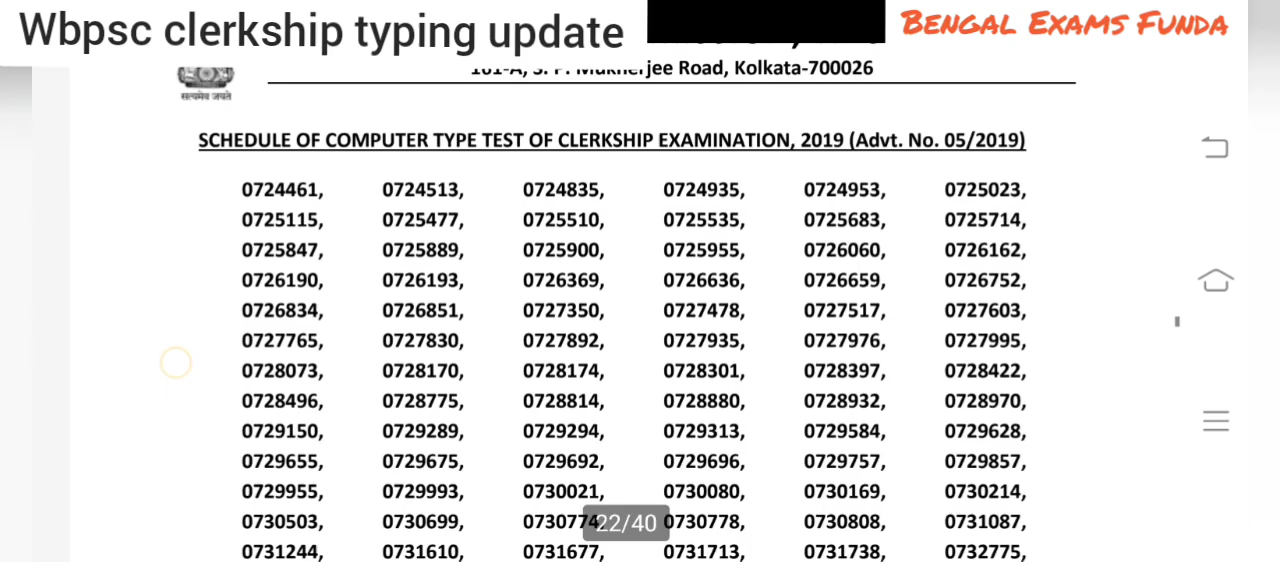 Wbpsc clerkship typing update
BENGAL EXAMS FUNDA
Road, Kolkata-700026
सत्यमेव जयते
SCHEDULE OF COMPUTER TYPE TEST OF CLERKSHIP EXAMINATION, 2019 (Advt. No. 05/2019)
0724461, 0724513, 0724835, 0724935, 0724953, 0725023,
0725115, 0725477, 0725510, 0725535, 0725683, 0725714,
0725847, 0725889, 0725900, 0725955, 0726060, 0726162,
0726190, 0726193, 0726369, 0726636, 0726659, 0726752,
0726834, 0726851, 0727350, 0727478, 0727517, 0727603,
0727765, 0727830, 0727892, 0727935, 0727976, 0727995,
0728073, 0728170, 0728174, 0728301, 0728397, 0728422,
0728496, 0728775, 0728814, 0728880, 0728932, 0728970,
0729150, 0729289, 0729294, 0729313, 0729584, 0729628,
0729655, 0729675, 0729692, 0729696, 0729757, 0729857,
0729955, 0729993, 0730021, 0730080, 0730169, 0730214,
0730503, 0730699, 0730774, 22/40 0730778, 0730808, 0731087,
0731244, 0731610, 0731677, 0731713, 0731738, 0732775,